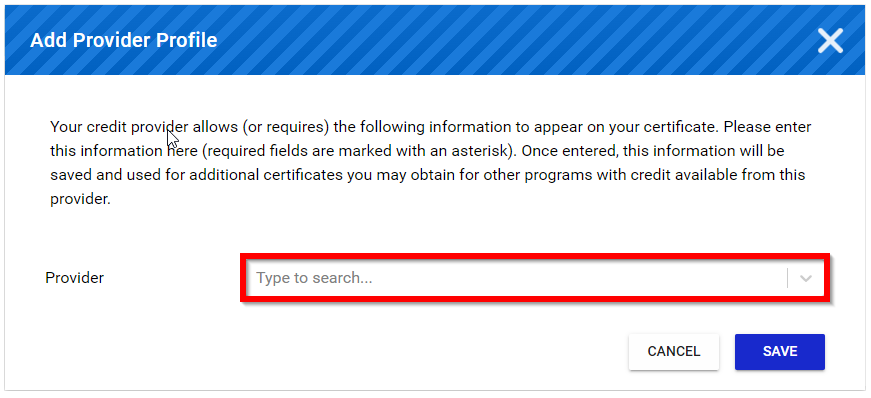 Add Provider Profile
Your credit provider allows (or requires) the following information to appear on your certificate. Please enter
this information here (required fields are marked with an asterisk). Once entered, this information will be
saved and used for additional certificates you may obtain for other programs with credit available from this
provider.
Provider
Type to search...
CANCEL
SAVE